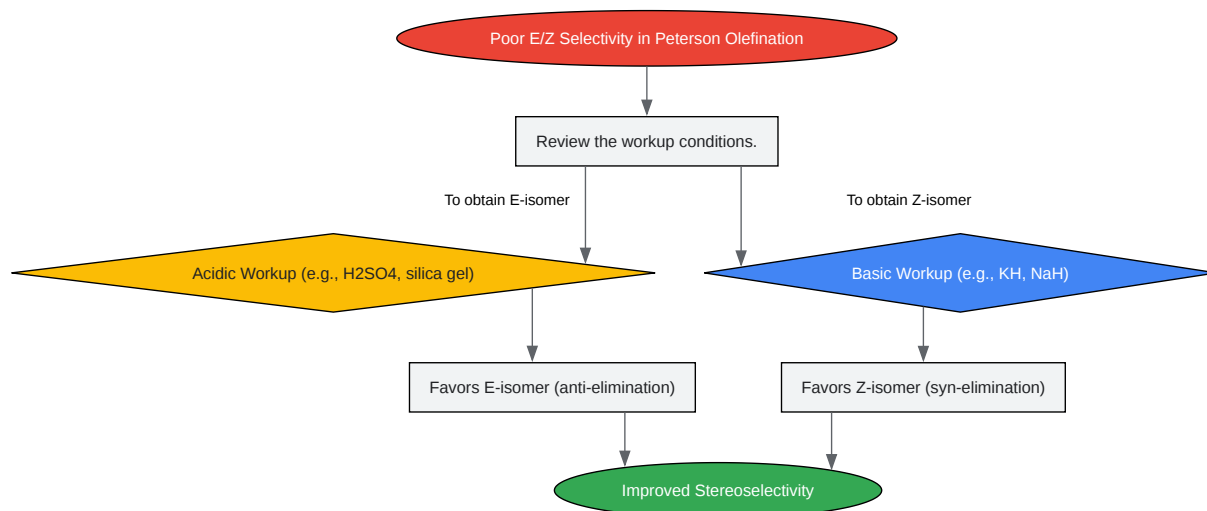 Poor E/Z Selectivity in Peterson Olefination
Review the workup conditions.
To obtain E-isomer
To obtain Z-isomer
Acidic Workup (e.g., H2SO4, silica gel)
Basic Workup (e.g., KH, NaH)
Favors E-isomer (anti-elimination)
Favors Z-isomer (syn-elimination)
Improved Stereoselectivity